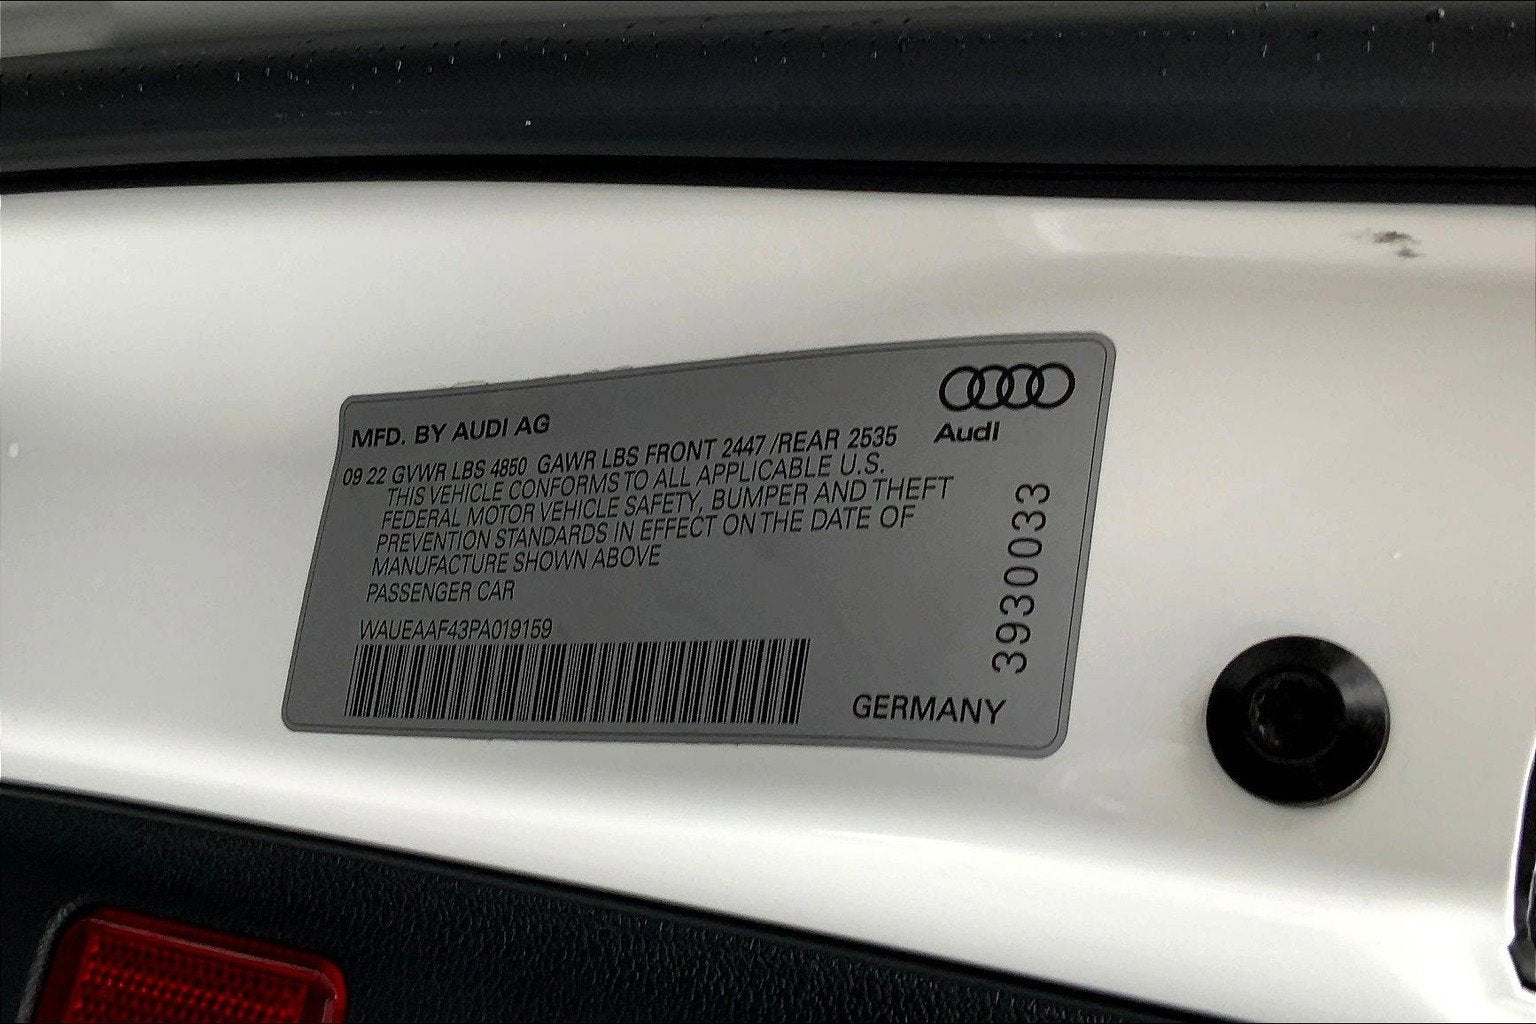 MFD. BY AUDI AG
Audi
09 22 GVWR LBS 4850 GAWR LBS FRONT 2447 /REAR 2535
THIS VEHICLE CONFORMS TO ALL APPLICABLE U.S.
FEDERAL MOTOR VEHICLE SAFETY, BUMPER AND THEFT
PREVENTION STANDARDS IN EFFECT ON THE DATE OF
MANUFACTURE SHOWN ABOVE
PASSENGER CAR
WAUEAAF43PA019159
3930033
GERMANY